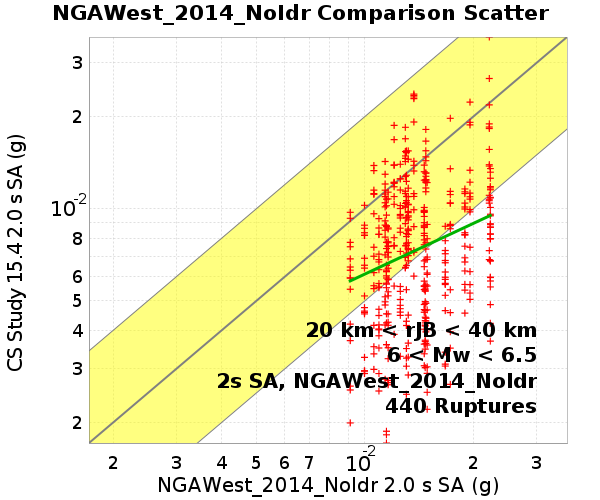 NGAWest_2014_NoIdr Comparison Scatter
CS Study 15.4 2.0 s SA (g)
3
2
10-2
8
6
5
4
3
2
20 km < rJB < 40 km
6 < Mw < 6.5
2s SA, NGAWest_2014_NoIdr
440 Ruptures
2 3 4 5 6 7 10-2 2 3
NGAWest_2014_NoIdr 2.0 s SA (g)